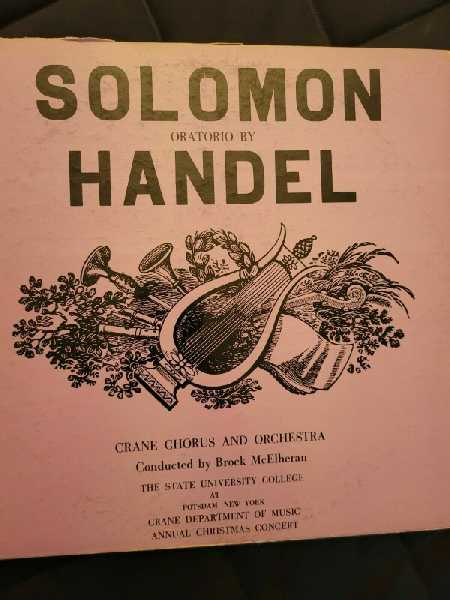 SOLOMON
ORATORIO BY
HANDEL
CRANE CHORUS AND ORCHESTRA
Conducted by Brock McElheran
THE STATE UNIVERSITY COLLEGE
AT
POTSDAM NEW YORK
CRANE DEPARTMENT OF MUSIC
ANNUAL CHRISTMAS CONCERT